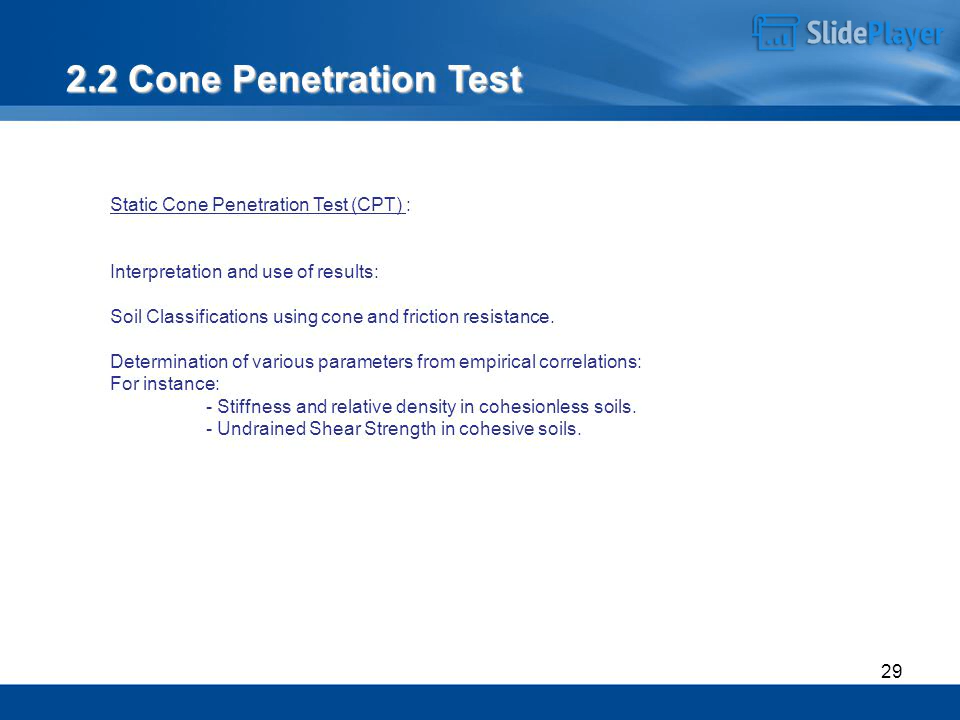 SlidePlayer
2.2 Cone Penetration Test
Static Cone Penetration Test (CPT) :
Interpretation and use of results:
Soil Classifications using cone and friction resistance.
Determination of various parameters from empirical correlations:
For instance:
- Stiffness and relative density in cohesionless soils.
- Undrained Shear Strength in cohesive soils.
29